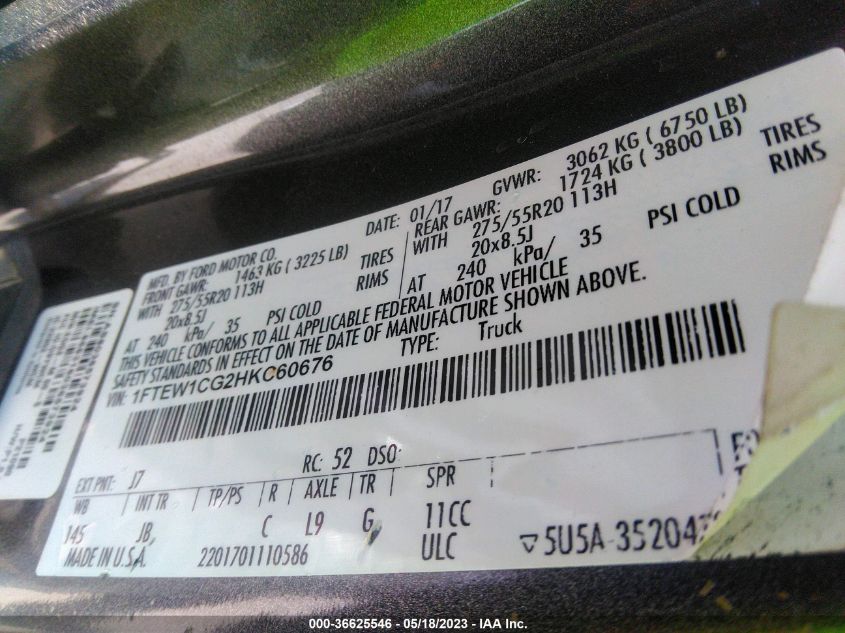 MFD. BY FORD MOTOR CO.
DATE: 01/17
GVWR: 3062 KG ( 6750 LB)
FRONT GAWR: 1463 KG ( 3225 LB)
REAR GAWR: 1724 KG ( 3800 LB)
WITH 275/55R20 113H TIRES
WITH 275/55R20 113H TIRES
20x8.5J RIMS
20x8.5J RIMS
AT 240 kPa/ 35 PSI COLD
AT 240 kPa/ 35 PSI COLD
THIS VEHICLE CONFORMS TO ALL APPLICABLE FEDERAL MOTOR VEHICLE
SAFETY STANDARDS IN EFFECT ON THE DATE OF MANUFACTURE SHOWN ABOVE.
VIN: 1FTEW1CG2HKC60676
TYPE: Truck
EXT PNT: J7 RC: 52 DSO:
WB INT TR TP/PS R AXLE TR SPR
145 JB, C L9 G 11CC
ULC
MADE IN U.S.A. 2201701110586
5U5A-352047
000-36625546 — 05/18/2023 — IAA Inc.